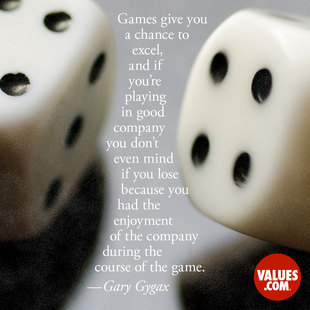 Games give you
a chance to
excel,
and if
you're
playing
in good
company
you don't
even mind
if you lose
because you
had the
enjoyment
of the company
during the
course of the game.
—Gary Gygax
VALUES
.COM